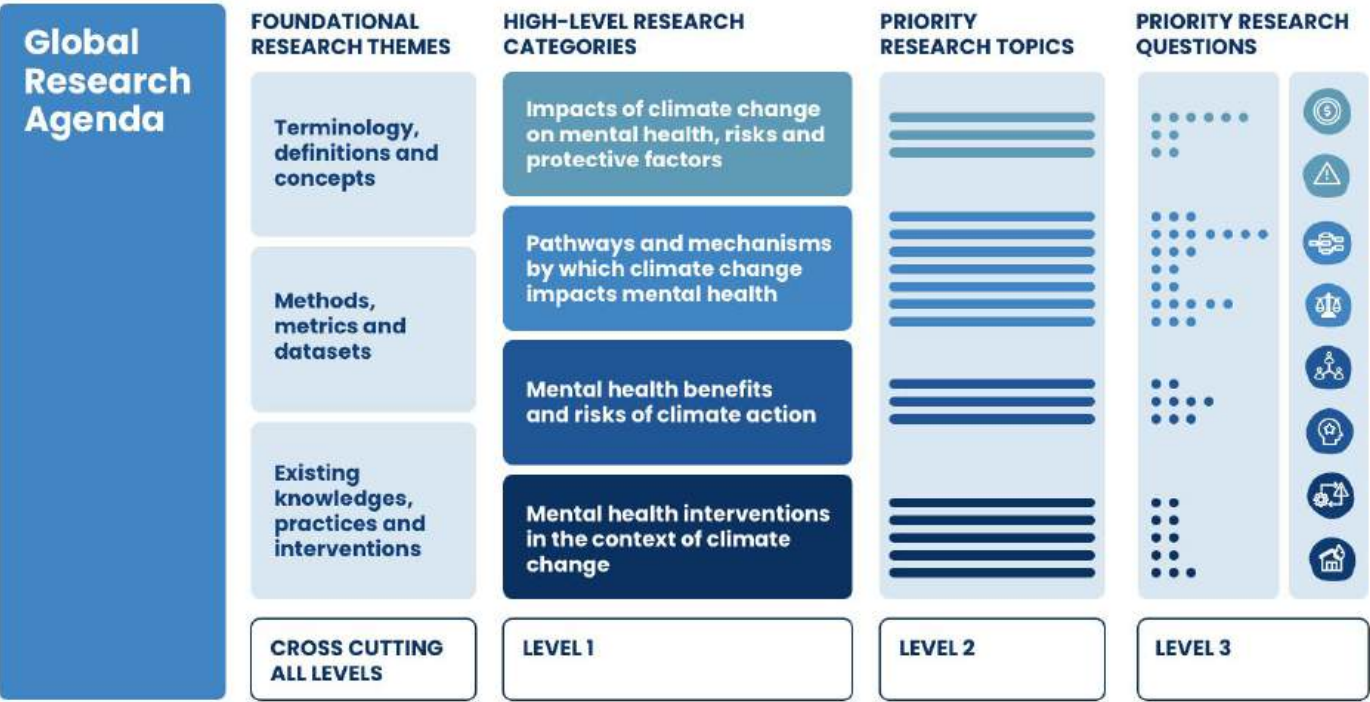 Global
Research
Agenda
FOUNDATIONAL
RESEARCH THEMES
Terminology,
definitions and
concepts
Methods,
metrics and
datasets
Existing
knowledges,
practices and
interventions
CROSS CUTTING
ALL LEVELS
HIGH-LEVEL RESEARCH
CATEGORIES
Impacts of climate change
on mental health, risks and
protective factors
Pathways and mechanisms
by which climate change
impacts mental health
Mental health benefits
and risks of climate action
Mental health interventions
in the context of climate
change
LEVEL 1
PRIORITY
RESEARCH TOPICS
LEVEL 2
PRIORITY RESEARCH
QUESTIONS
$
LEVEL 3